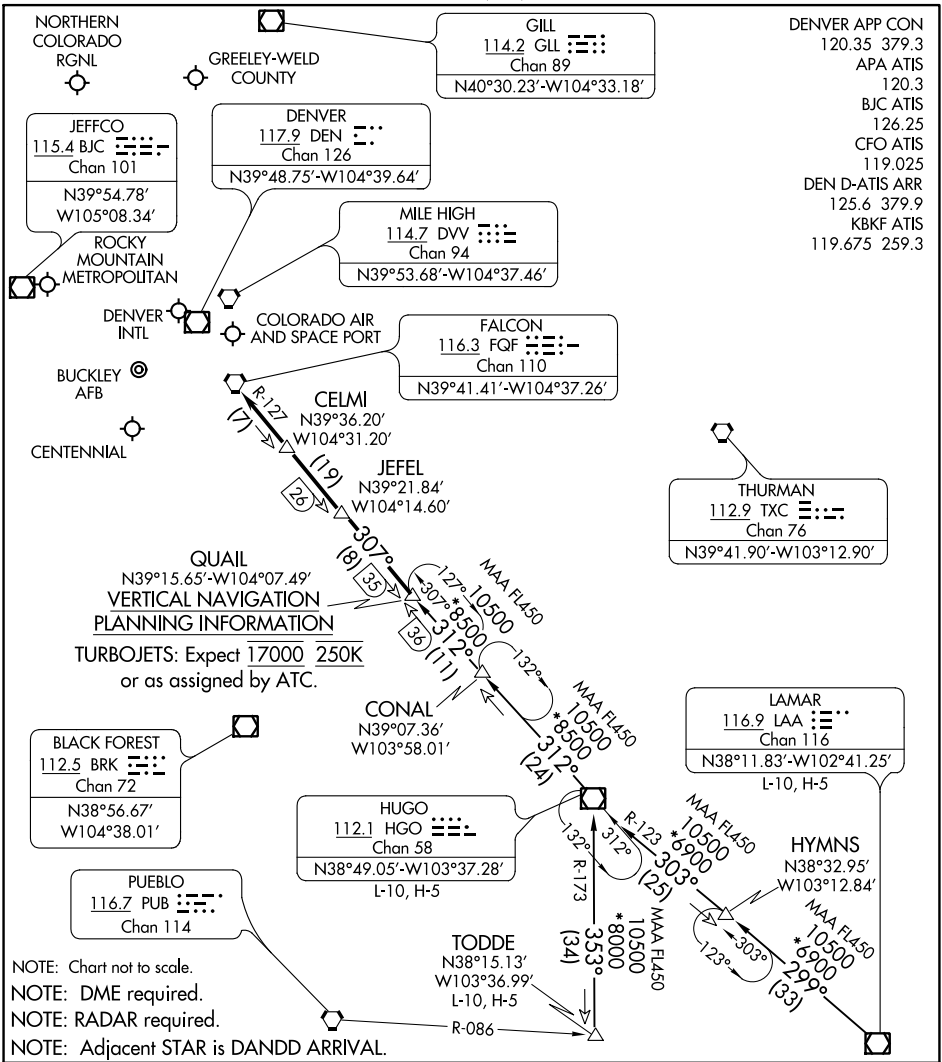 NORTHERN
COLORADO
RGNL
GREELEY-WELD
COUNTY
GILL
114.2 GLL
Chan 89
N40°30.23'-W104°33.18'
DENVER APP CON
120.35 379.3
APA ATIS
120.3
BJC ATIS
126.25
CFO ATIS
119.025
DEN D-ATIS ARR
125.6 379.9
KBKF ATIS
119.675 259.3
JEFFCO
115.4 BJC
Chan 101
N39°54.78'
W105°08.34'
DENVER
117.9 DEN
Chan 126
N39°48.75'-W104°39.64'
MILE HIGH
114.7 DVV
Chan 94
N39°53.68'-W104°37.46'
ROCKY
MOUNTAIN
METROPOLITAN
DENVER
INTL
COLORADO AIR
AND SPACE PORT
FALCON
116.3 FQF
Chan 110
N39°41.41'-W104°37.26'
BUCKLEY
AFB
CENTENNIAL
R-127
(7)
CELMI
N39°36.20'
W104°31.20'
(19)
26
JEFEL
N39°21.84'
W104°14.60'
THURMAN
112.9 TXC
Chan 76
N39°41.90'-W103°12.90'
307°
(8)
35
QUAIL
N39°15.65'-W104°07.49'
VERTICAL NAVIGATION
PLANNING INFORMATION
TURBOJETS: Expect 17000 250K
or as assigned by ATC.
127°
307°
MAA FL450
10500
*8500
312°
(11)
36
132°
CONAL
N39°07.36'
W103°58.01'
MAA FL450
10500
*8500
312°
(24)
LAMAR
116.9 LAA
Chan 116
N38°11.83'-W102°41.25'
L-10, H-5
BLACK FOREST
112.5 BRK
Chan 72
N38°56.67'
W104°38.01'
HUGO
112.1 HGO
Chan 58
N38°49.05'-W103°37.28'
L-10, H-5
132°
312°
R-173
R-123
MAA FL450
10500
*6900
303°
(25)
HYMNS
N38°32.95'
W103°12.84'
303°
123°
MAA FL450
10500
*6900
299°
(33)
PUEBLO
116.7 PUB
Chan 114
MAA FL450
10500
*8000
353°
(34)
TODDE
N38°15.13'
W103°36.99'
L-10, H-5
R-086
NOTE: Chart not to scale.
NOTE: DME required.
NOTE: RADAR required.
NOTE: Adjacent STAR is DANDD ARRIVAL.